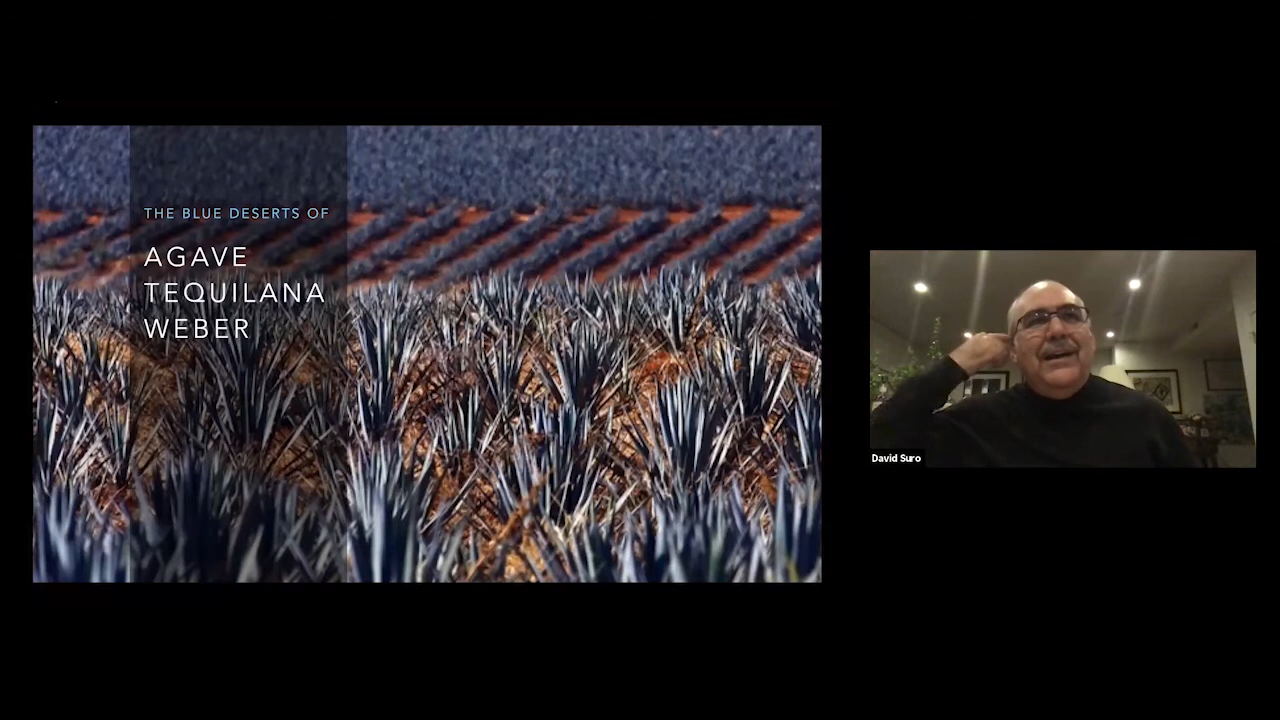 THE BLUE DESERTS OF
AGAVE
TEQUILANA
WEBER
David Suro